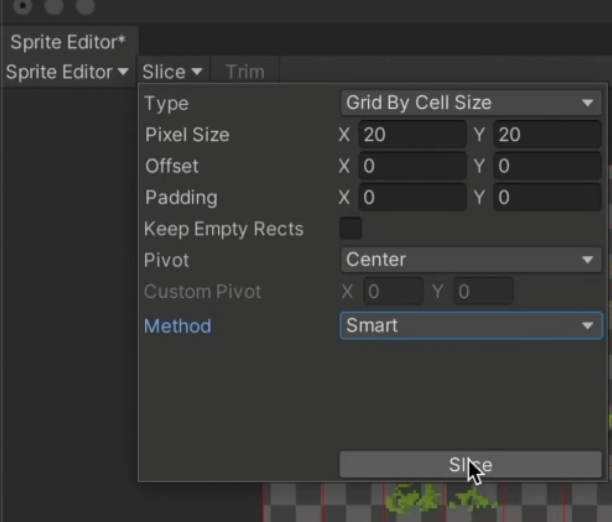 Sprite Editor*
Sprite Editor Slice Trim
Type Grid By Cell Size
Pixel Size X 20 Y 20
Offset X 0 Y 0
Padding X 0 Y 0
Keep Empty Rects
Pivot Center
Custom Pivot X 0 Y 0
Method Smart
Slice